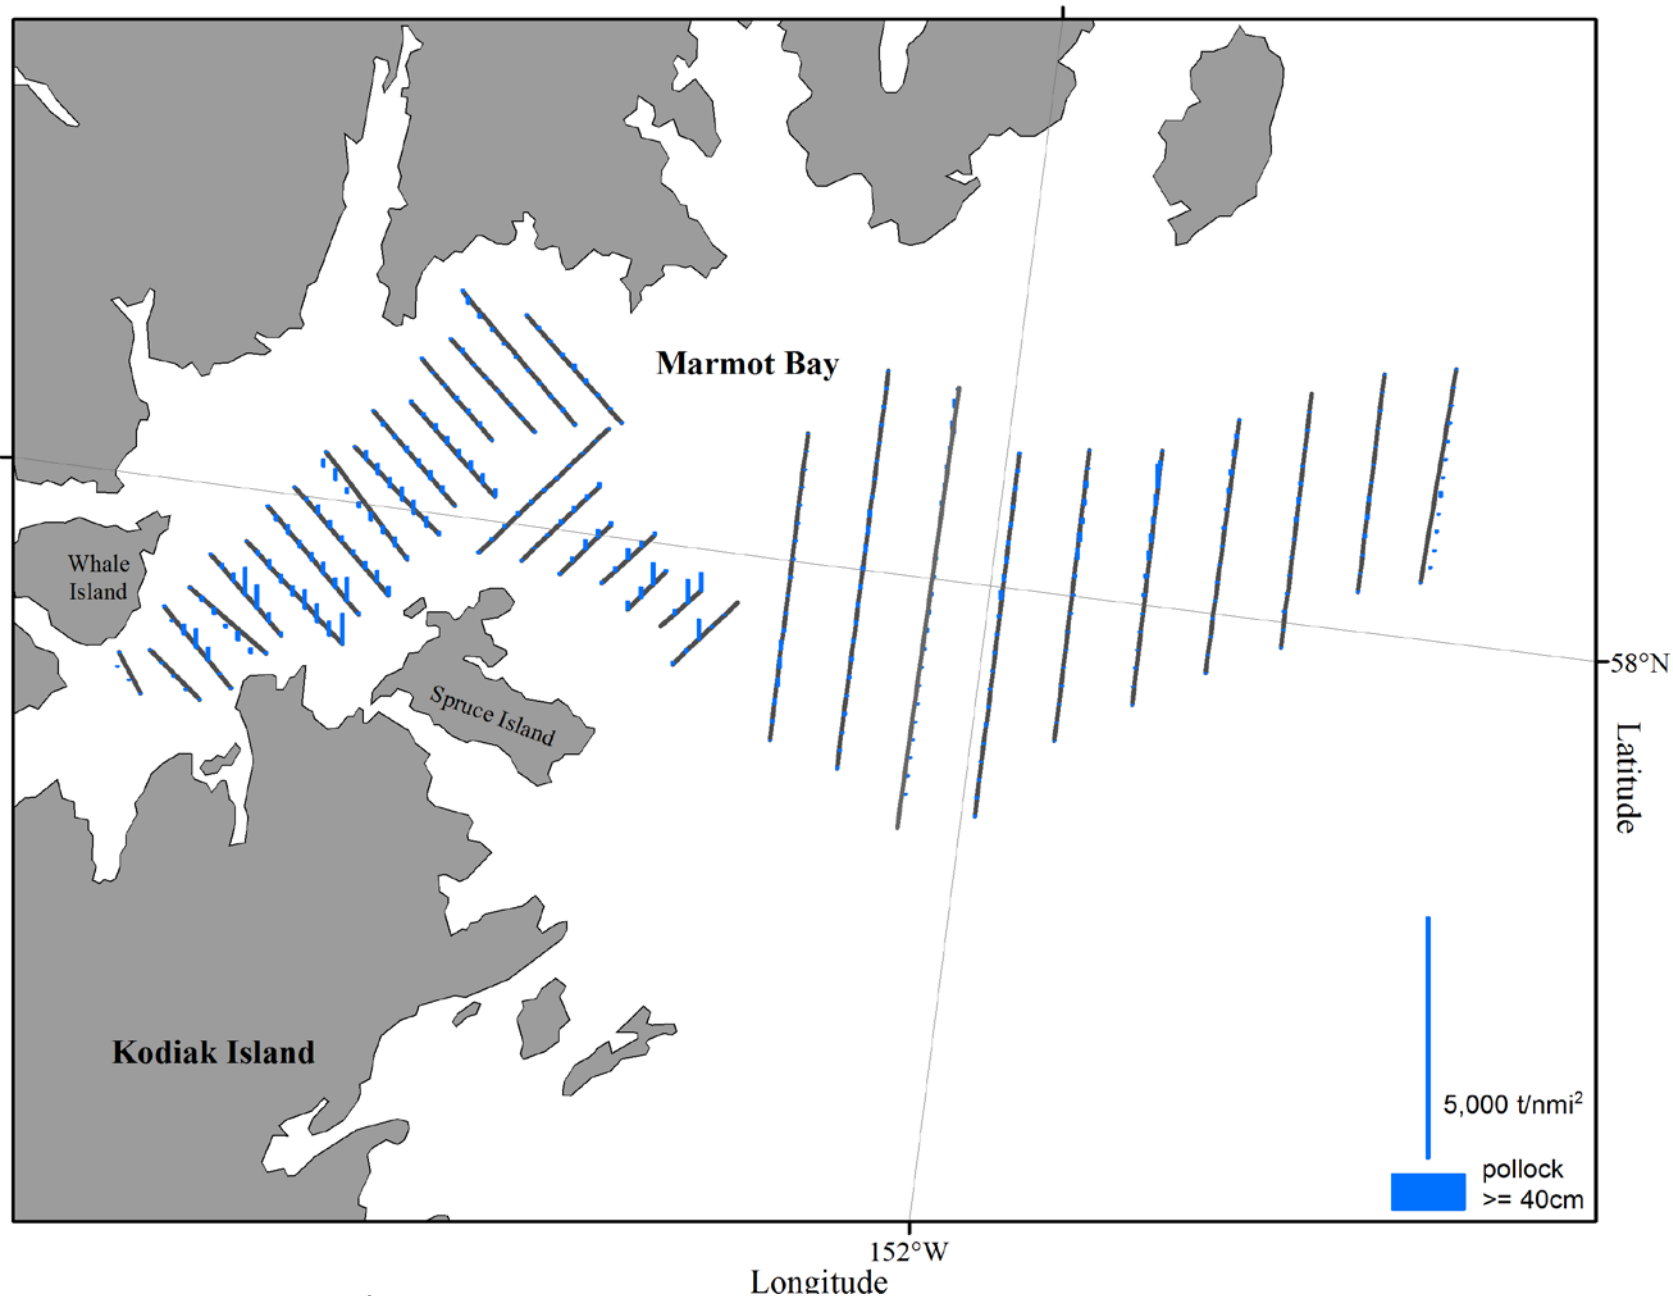 Marmot Bay
Whale
Island
58°N
Spruce Island
Latitude
Kodiak Island
5,000 t/nmi²
pollock
>= 40cm
152°W
Longitude